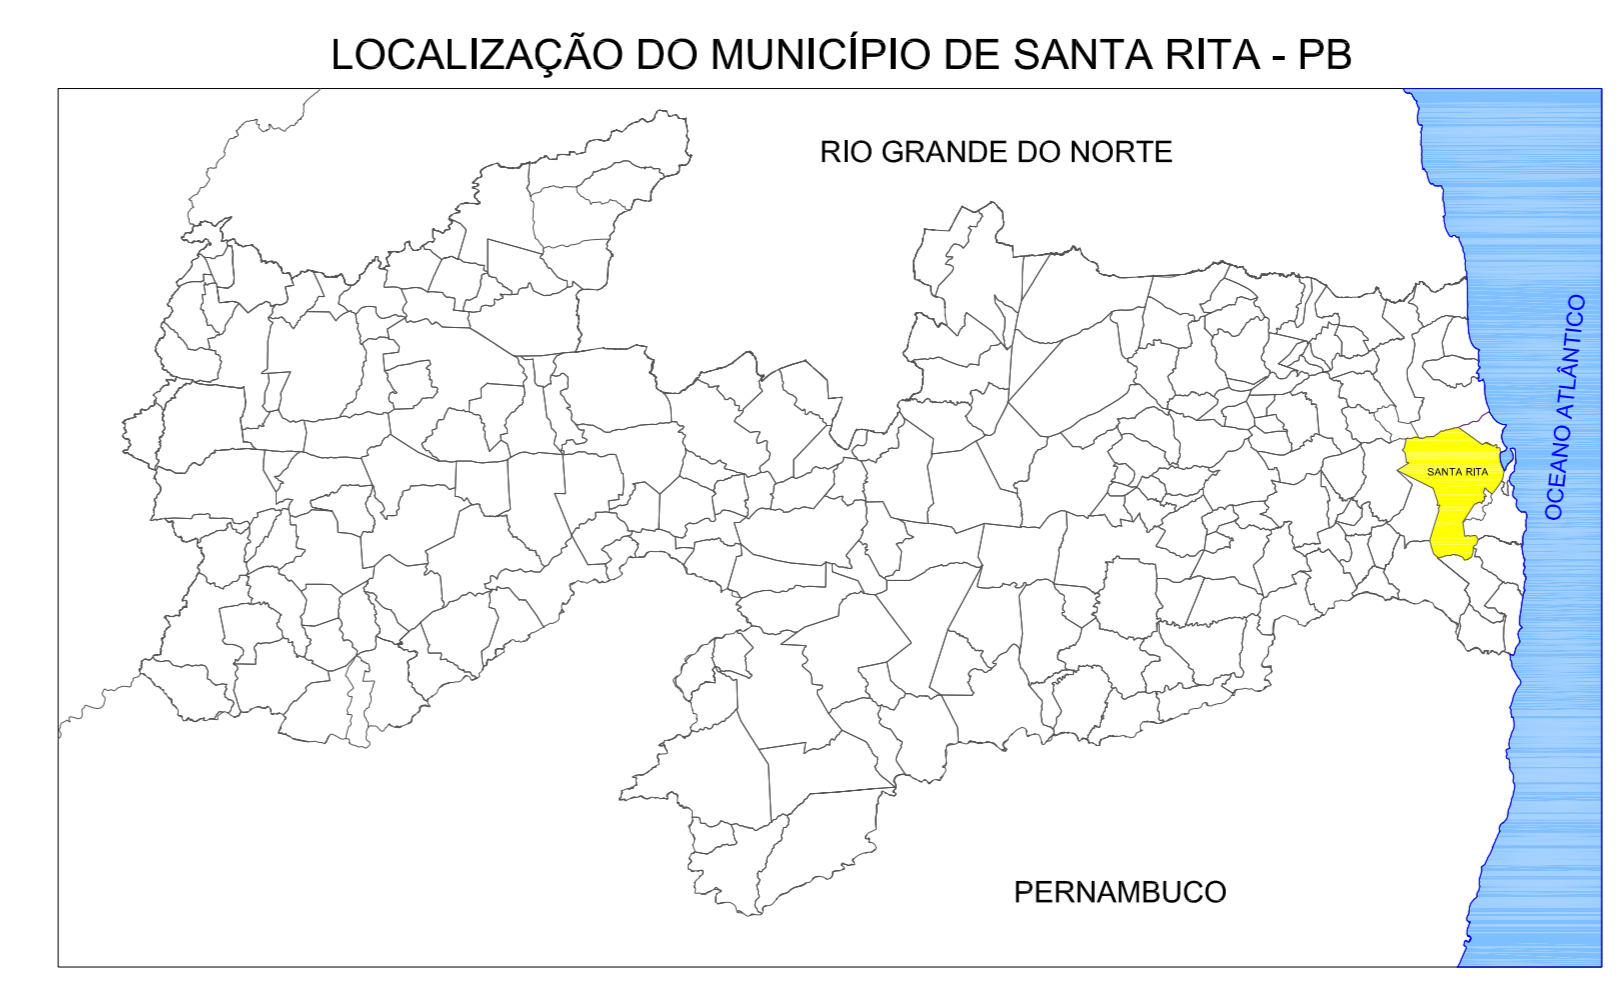 LOCALIZAÇÃO DO MUNICÍPIO DE SANTA RITA - PB
RIO GRANDE DO NORTE
OCEANO ATLÂNTICO
SANTA RITA
PERNAMBUCO